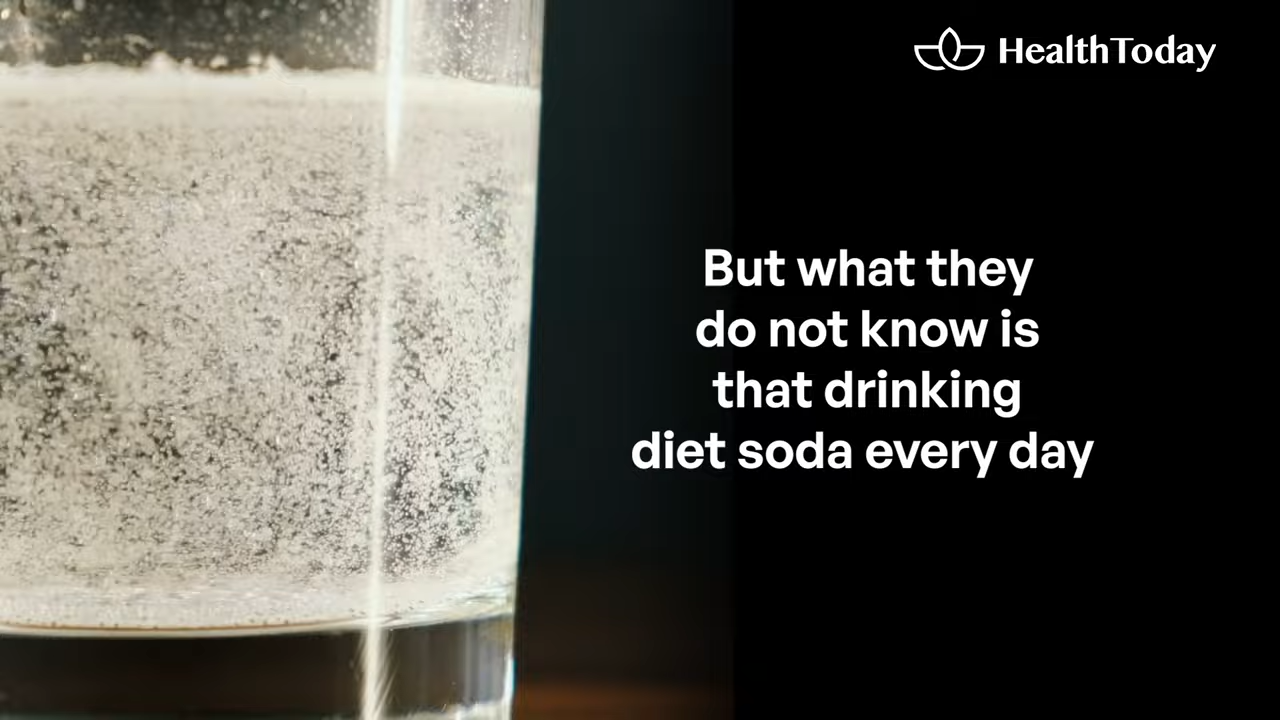 HealthToday
But what they
do not know is
that drinking
diet soda every day